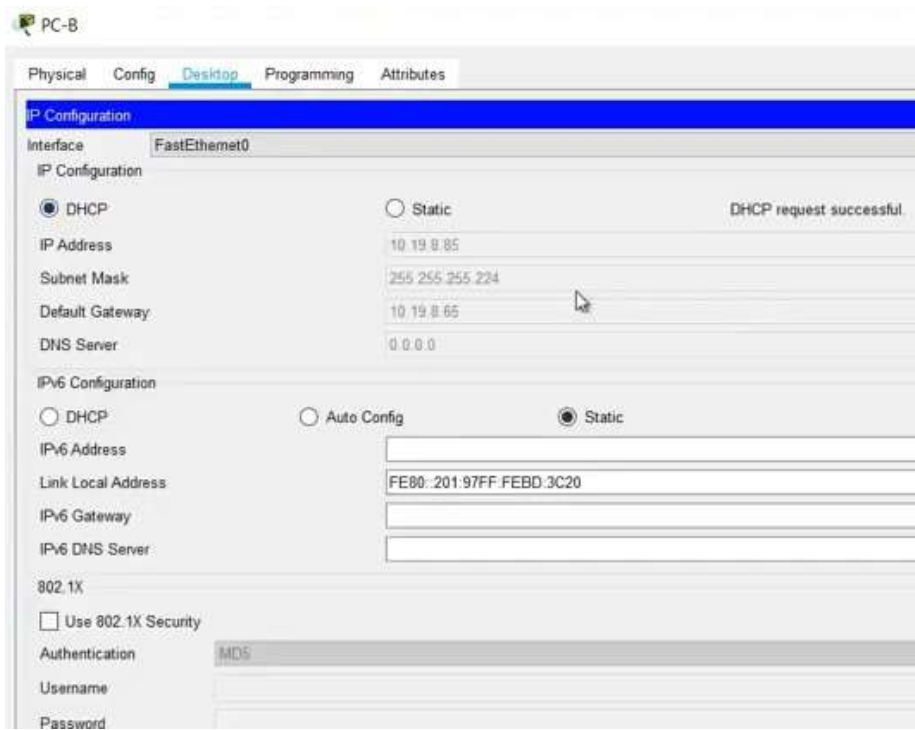 PC-B
Physical Config Desktop Programming Attributes
IP Configuration
Interface FastEthernet0
IP Configuration
DHCP Static DHCP request successful.
IP Address 10.19.8.85
Subnet Mask 255.255.255.224
Default Gateway 10.19.8.65
DNS Server 0.0.0.0
IPv6 Configuration
DHCP Auto Config Static
IPv6 Address
Link Local Address FE80::201:97FF:FEBD:3C20
IPv6 Gateway
IPv6 DNS Server
802.1X
Use 802.1X Security
Authentication MD5
Username
Password